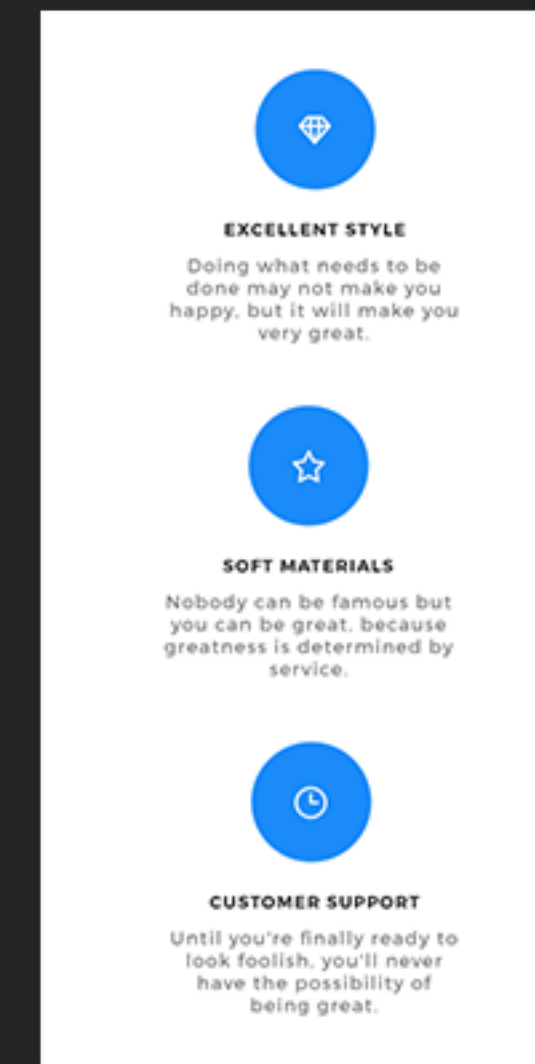 EXCELLENT STYLE
Doing what needs to be
done may not make you
happy, but it will make you
very great.
SOFT MATERIALS
Nobody can be famous but
you can be great, because
greatness is determined by
service.
CUSTOMER SUPPORT
Until you're finally ready to
look foolish, you'll never
have the possibility of
being great.